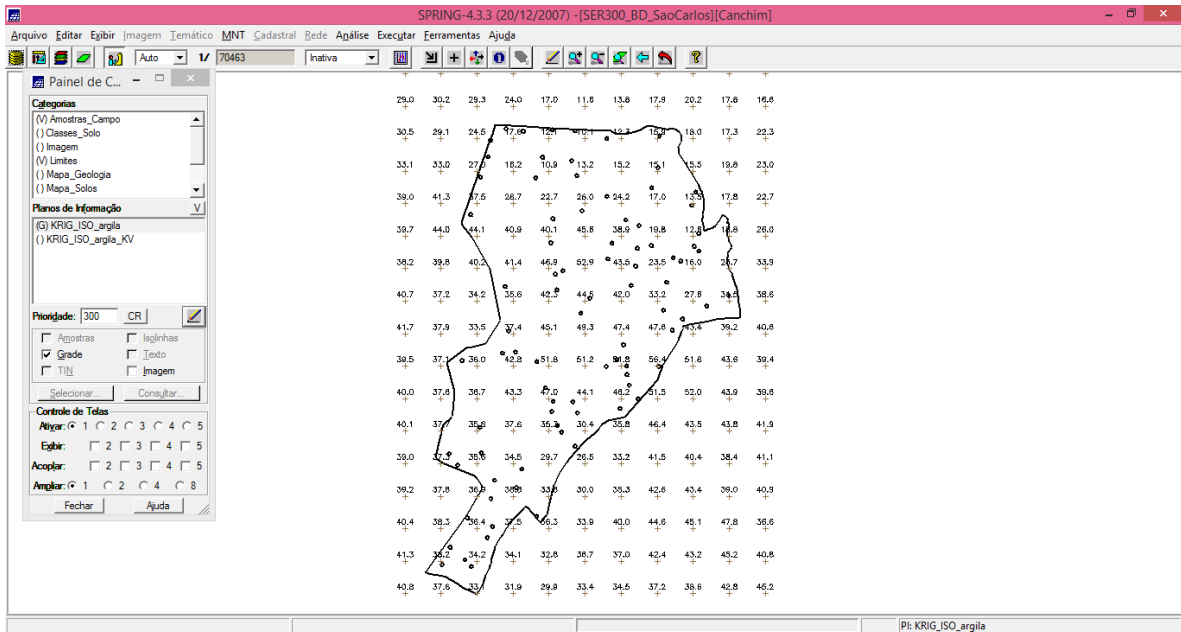 SPRING-4.3.3 (20/12/2007) -[SER300_BD_SaoCarlos][Canchim]
Arquivo Editar Exibir Imagem Temático MNT Cadastral Rede Análise Executar Ferramentas Ajuda
Auto 1/ 70463 Inativa
Painel de C...
Categorias
(V) Amostras_Campo
( ) Classes_Solo
( ) Imagem
(V) Limites
( ) Mapa_Geologia
( ) Mapa_Solos
Planos de Informação V
(G) KRIG_ISO_argila
( ) KRIG_ISO_argila_KV
Prioridade: 300 CR
Amostras Isolinhas
Grade Texto
TIN Imagem
Selecionar... Consultar...
Controle de Telas
Ativar: 1 2 3 4 5
Exibir: 2 3 4 5
Acoplar: 2 3 4 5
Ampliar: 1 2 4 8
Fechar Ajuda
29.0 30.2 29.3 24.0 17.0 11.8 13.8 17.9 20.2 17.8 16.8
30.5 29.1 24.5 18.0 17.3 22.3
33.1 33.0 16.2 10.9 13.2 15.2 15.1 19.8 23.0
39.0 41.3 28.7 22.7 26.0 24.2 17.0 13.5 17.8 22.7
39.7 44.0 44.1 40.9 40.1 45.8 38.9 19.8 26.0
38.2 39.8 40.2 41.4 46.9 52.9 43.5 23.5 16.0 33.9
40.7 37.2 34.2 35.6 42.3 44.5 42.0 33.2 27.8 38.6
41.7 37.9 33.5 37.4 45.1 49.3 47.4 47.8 43.4 39.2 40.8
39.5 37.1 36.0 42.8 51.8 51.2 56.4 51.8 43.6 39.4
40.0 37.8 36.7 43.3 47.0 44.1 46.2 51.5 52.0 43.9 39.8
40.1 37.6 30.4 35.8 46.4 43.5 43.8 41.9
39.0 37.3 34.5 29.7 26.5 33.2 41.5 40.4 38.4 41.1
39.2 37.8 30.0 38.3 42.6 43.4 39.0 40.9
40.4 38.3 36.4 33.9 40.0 44.6 45.1 47.8 36.6
41.3 34.2 34.1 32.8 36.7 37.0 42.4 43.2 45.2 40.8
40.8 37.6 31.9 29.9 33.4 34.5 37.2 38.6 42.8 45.2
PI: KRIG_ISO_argila